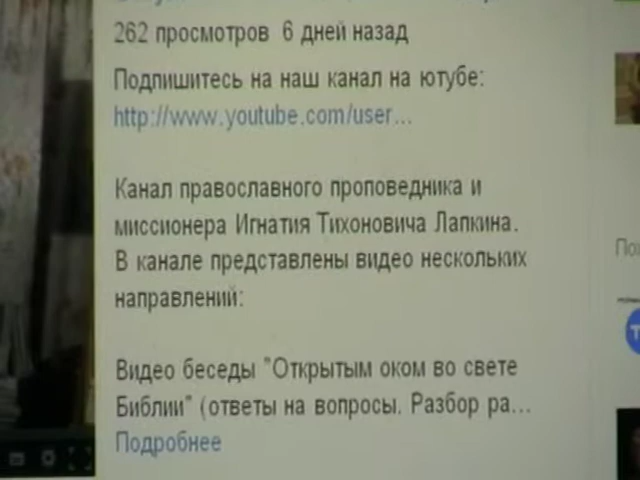 262 просмотров 6 дней назад
Подпишитесь на наш канал на ютубе:
http://www.youtube.com/user...
Канал православного проповедника и
миссионера Игнатия Тихоновича Лапкина.
В канале представлены видео нескольких
направлений:
Видео беседы "Открытым оком во свете
Библии" (ответы на вопросы. Разбор ра...
Подробнее